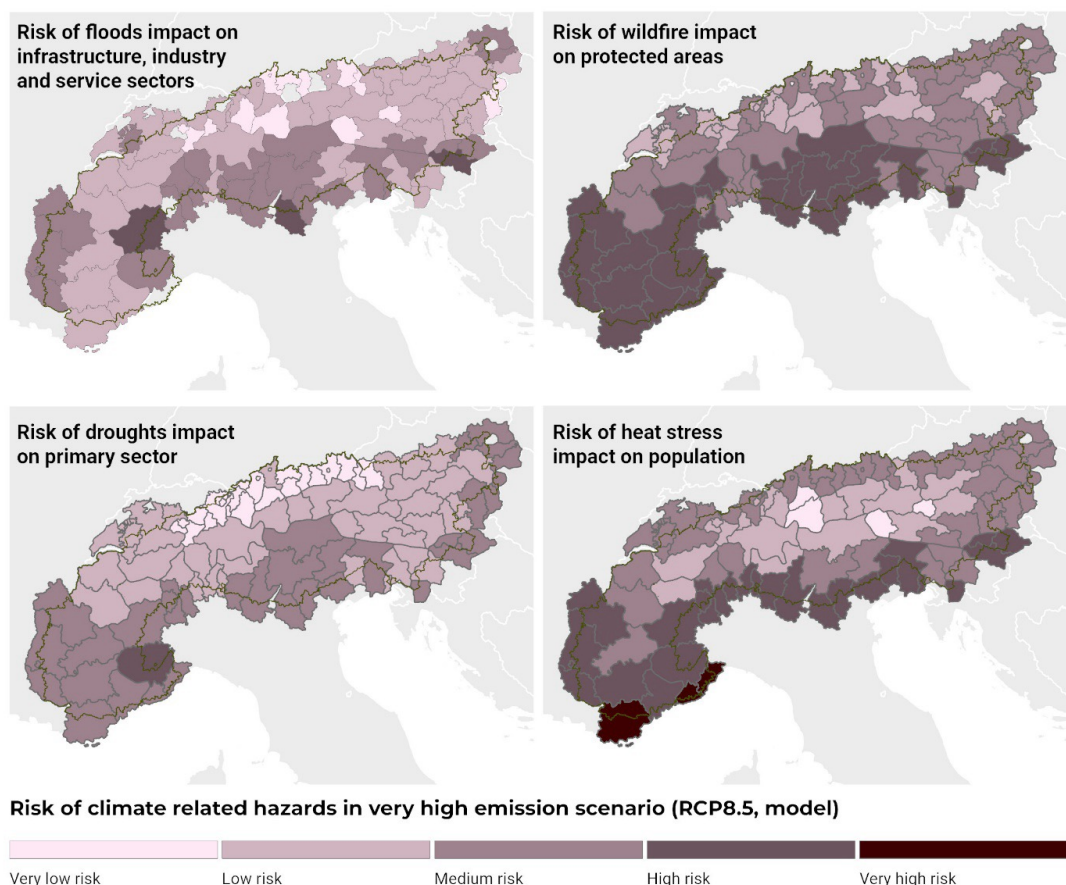 Risk of floods impact on
infrastructure, industry
and service sectors
Risk of wildfire impact
on protected areas
Risk of droughts impact
on primary sector
Risk of heat stress
impact on population
Risk of climate related hazards in very high emission scenario (RCP8.5, model)
Very low risk
Low risk
Medium risk
High risk
Very high risk